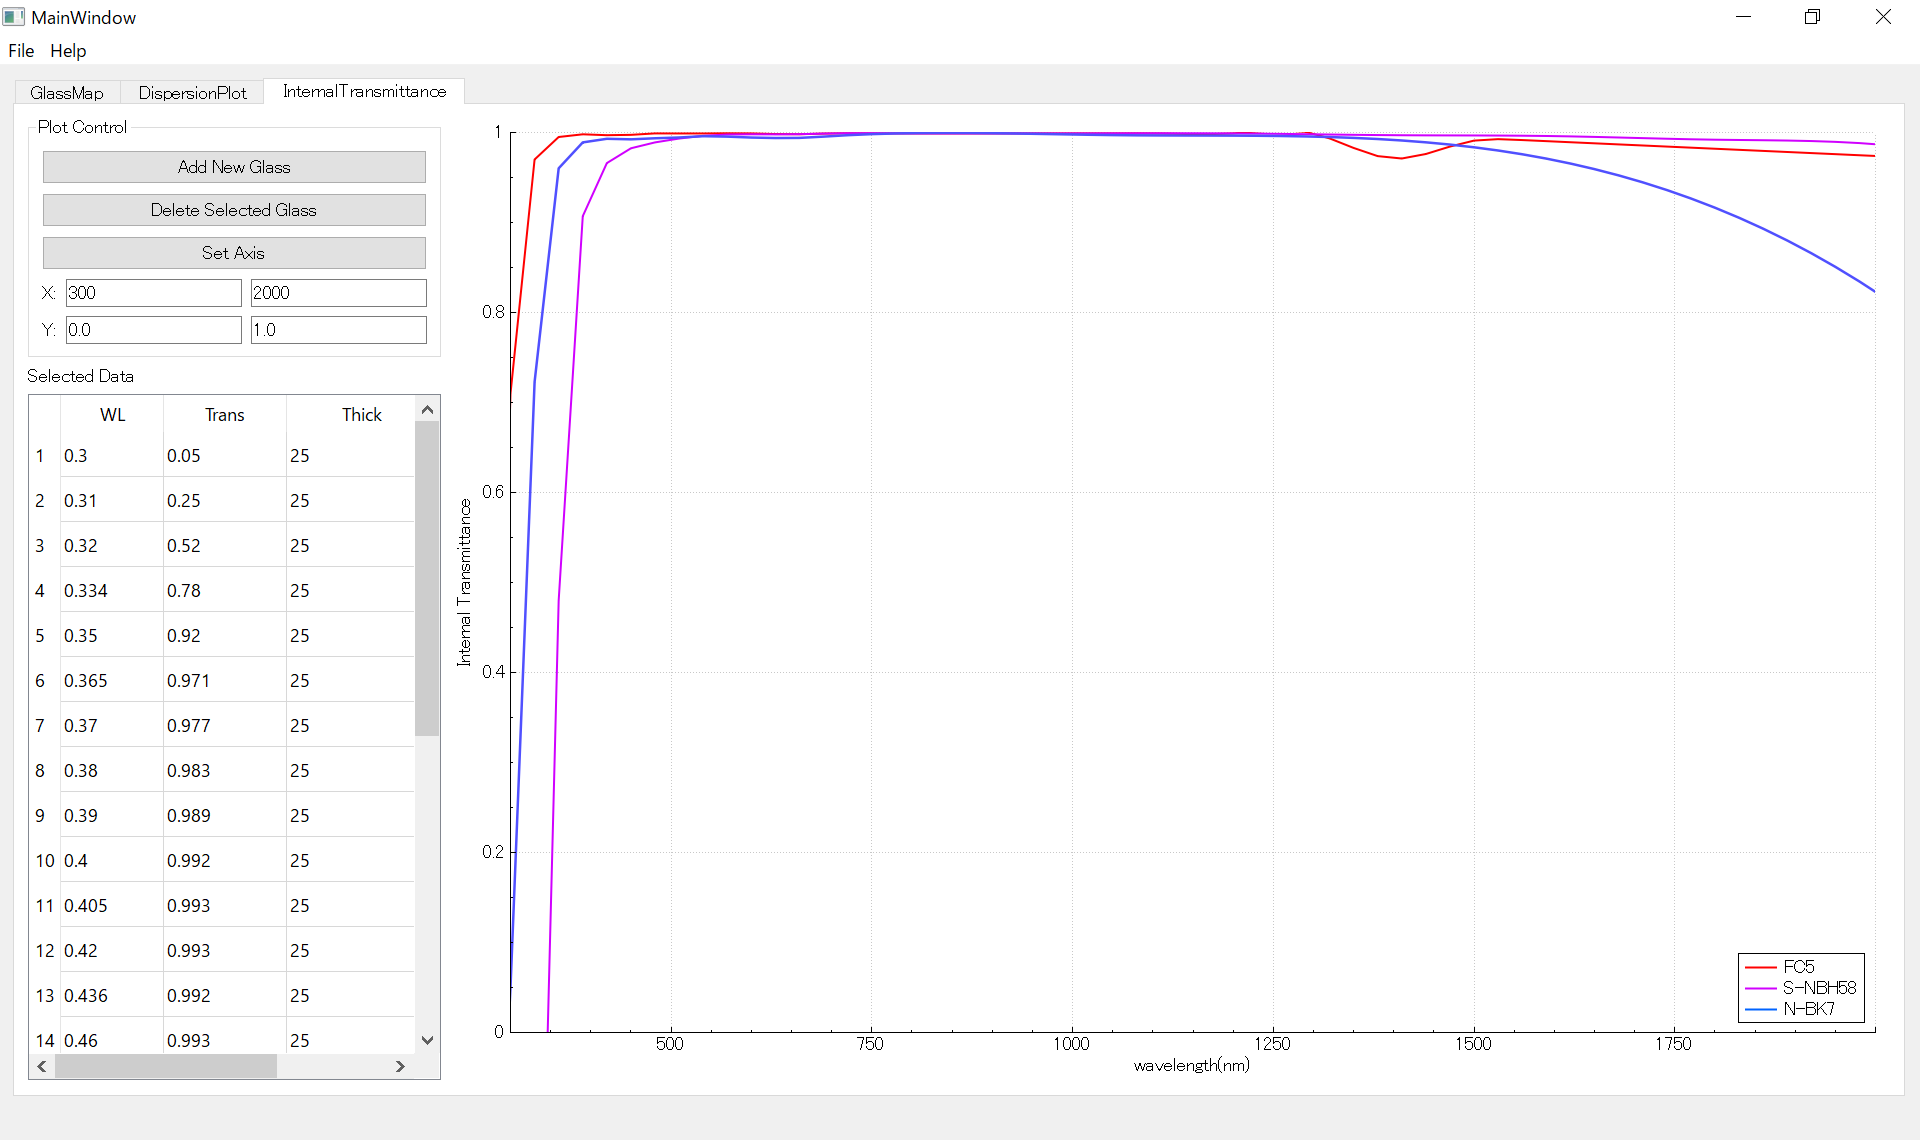 MainWindow
File Help
GlassMap DispersionPlot InternalTransmittance
Plot Control
Add New Glass
Delete Selected Glass
Set Axis
X: 300 2000
Y: 0.0 1.0
Selected Data
WL Trans Thick
1 0.3 0.05 25
2 0.31 0.25 25
3 0.32 0.52 25
4 0.334 0.78 25
5 0.35 0.92 25
6 0.365 0.971 25
7 0.37 0.977 25
8 0.38 0.983 25
9 0.39 0.989 25
10 0.4 0.992 25
11 0.405 0.993 25
12 0.42 0.993 25
13 0.436 0.992 25
14 0.46 0.993 25
Internal Transmittance
1
0.8
0.6
0.4
0.2
0
500 750 1000 1250 1500 1750
wavelength(nm)
FC5
S-NBH58
N-BK7